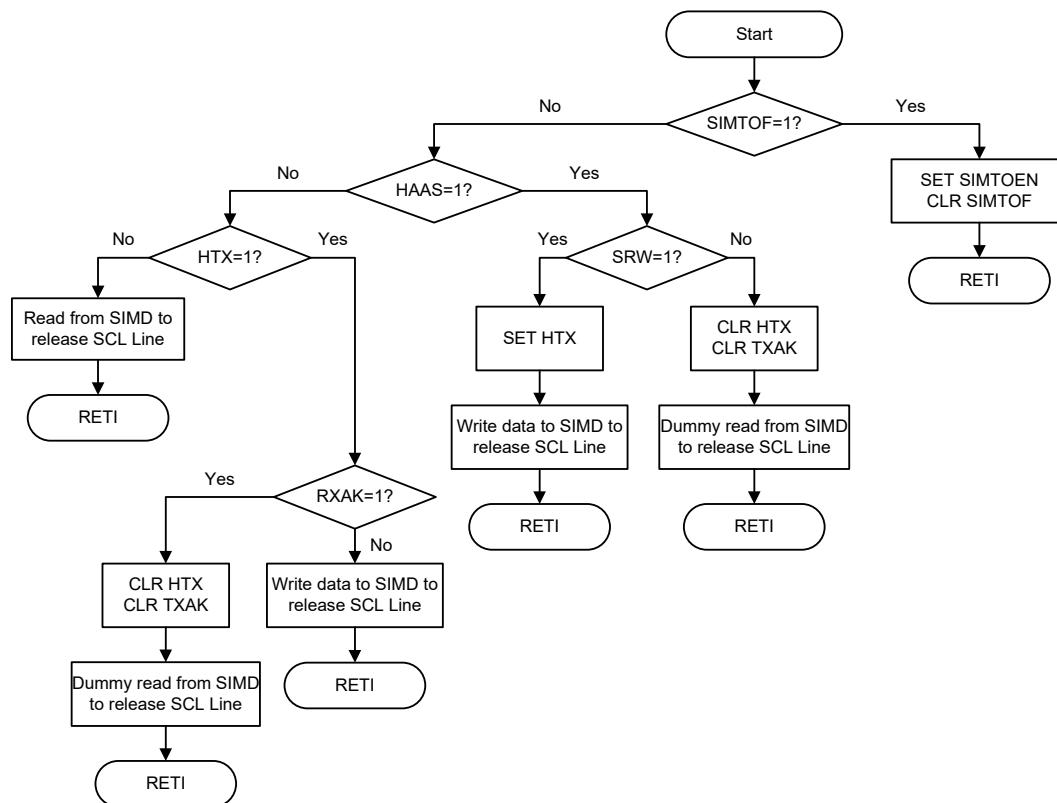 Start
No
Yes
SIMTOF=1?
No
Yes
HAAS=1?
SET SIMTOEN
CLR SIMTOF
No
Yes
HTX=1?
Yes
No
SRW=1?
RETI
Read from SIMD to
release SCL Line
SET HTX
CLR HTX
CLR TXAK
RETI
Write data to SIMD to
release SCL Line
Dummy read from SIMD
to release SCL Line
Yes
RXAK=1?
RETI
RETI
No
CLR HTX
CLR TXAK
Write data to SIMD to
release SCL Line
Dummy read from SIMD
to release SCL Line
RETI
RETI